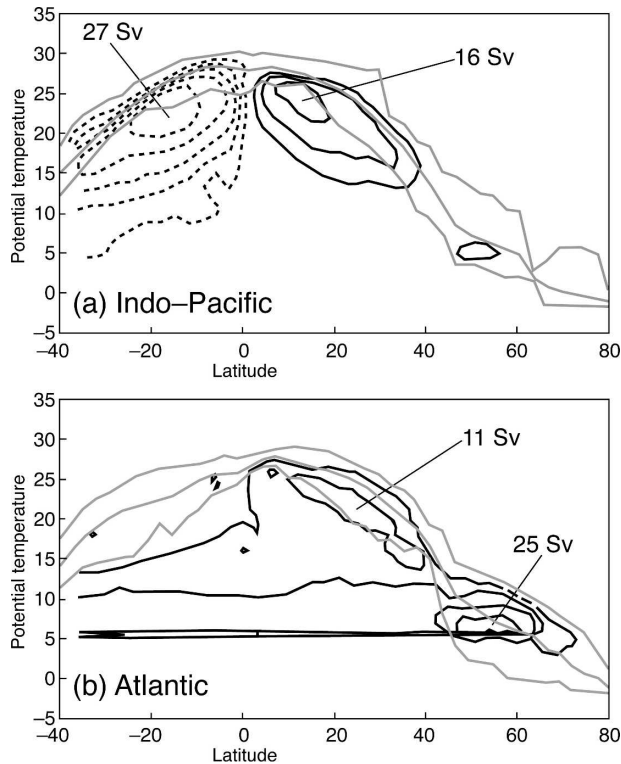 35
30
25
20
15
10
5
0
−5
Potential temperature
27 Sv
16 Sv
(a) Indo–Pacific
−40 −20 0 20 40 60 80
Latitude
35
30
25
20
15
10
5
0
−5
Potential temperature
11 Sv
25 Sv
(b) Atlantic
−40 −20 0 20 40 60 80
Latitude